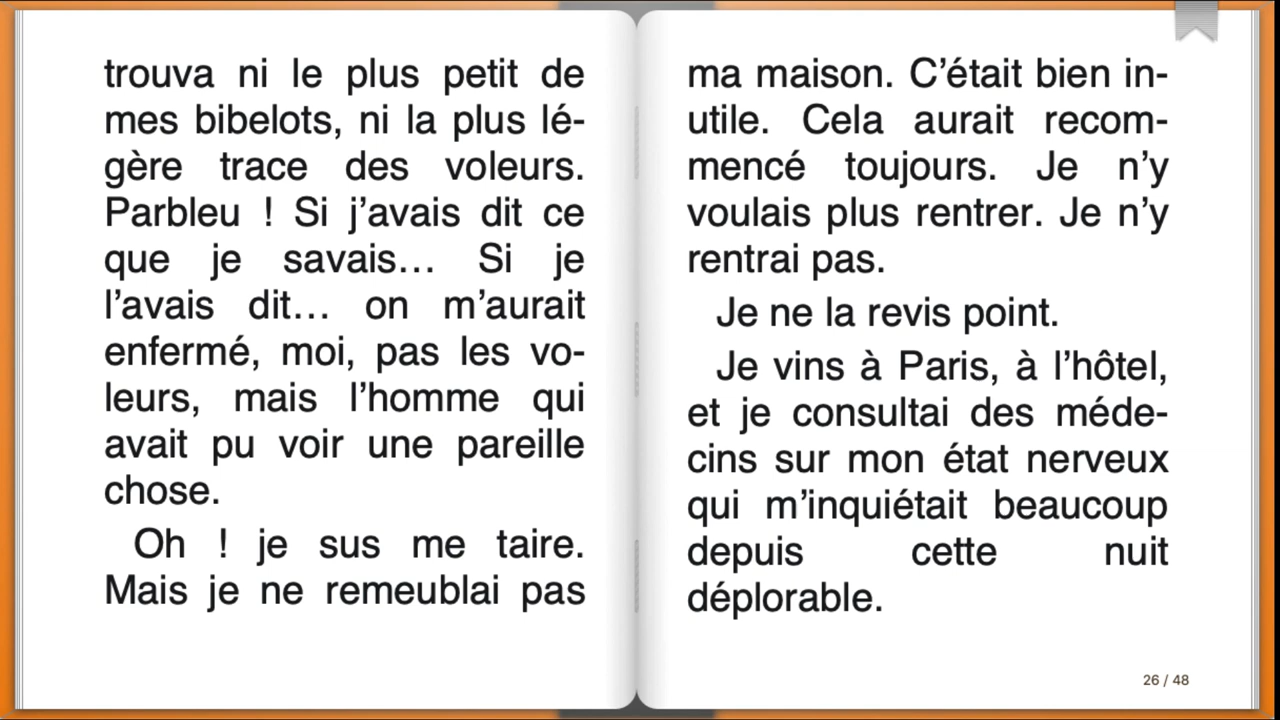 trouva ni le plus petit de
mes bibelots, ni la plus lé-
gère trace des voleurs.
Parbleu ! Si j’avais dit ce
que je savais… Si je
l’avais dit… on m’aurait
enfermé, moi, pas les vo-
leurs, mais l’homme qui
avait pu voir une pareille
chose.
Oh ! je sus me taire.
Mais je ne remeublai pas
ma maison. C’était bien in-
utile. Cela aurait recom-
mencé toujours. Je n’y
voulais plus rentrer. Je n’y
rentrai pas.
Je ne la revis point.
Je vins à Paris, à l’hôtel,
et je consultai des méde-
cins sur mon état nerveux
qui m’inquiétait beaucoup
depuis cette nuit
déplorable.
26 / 48